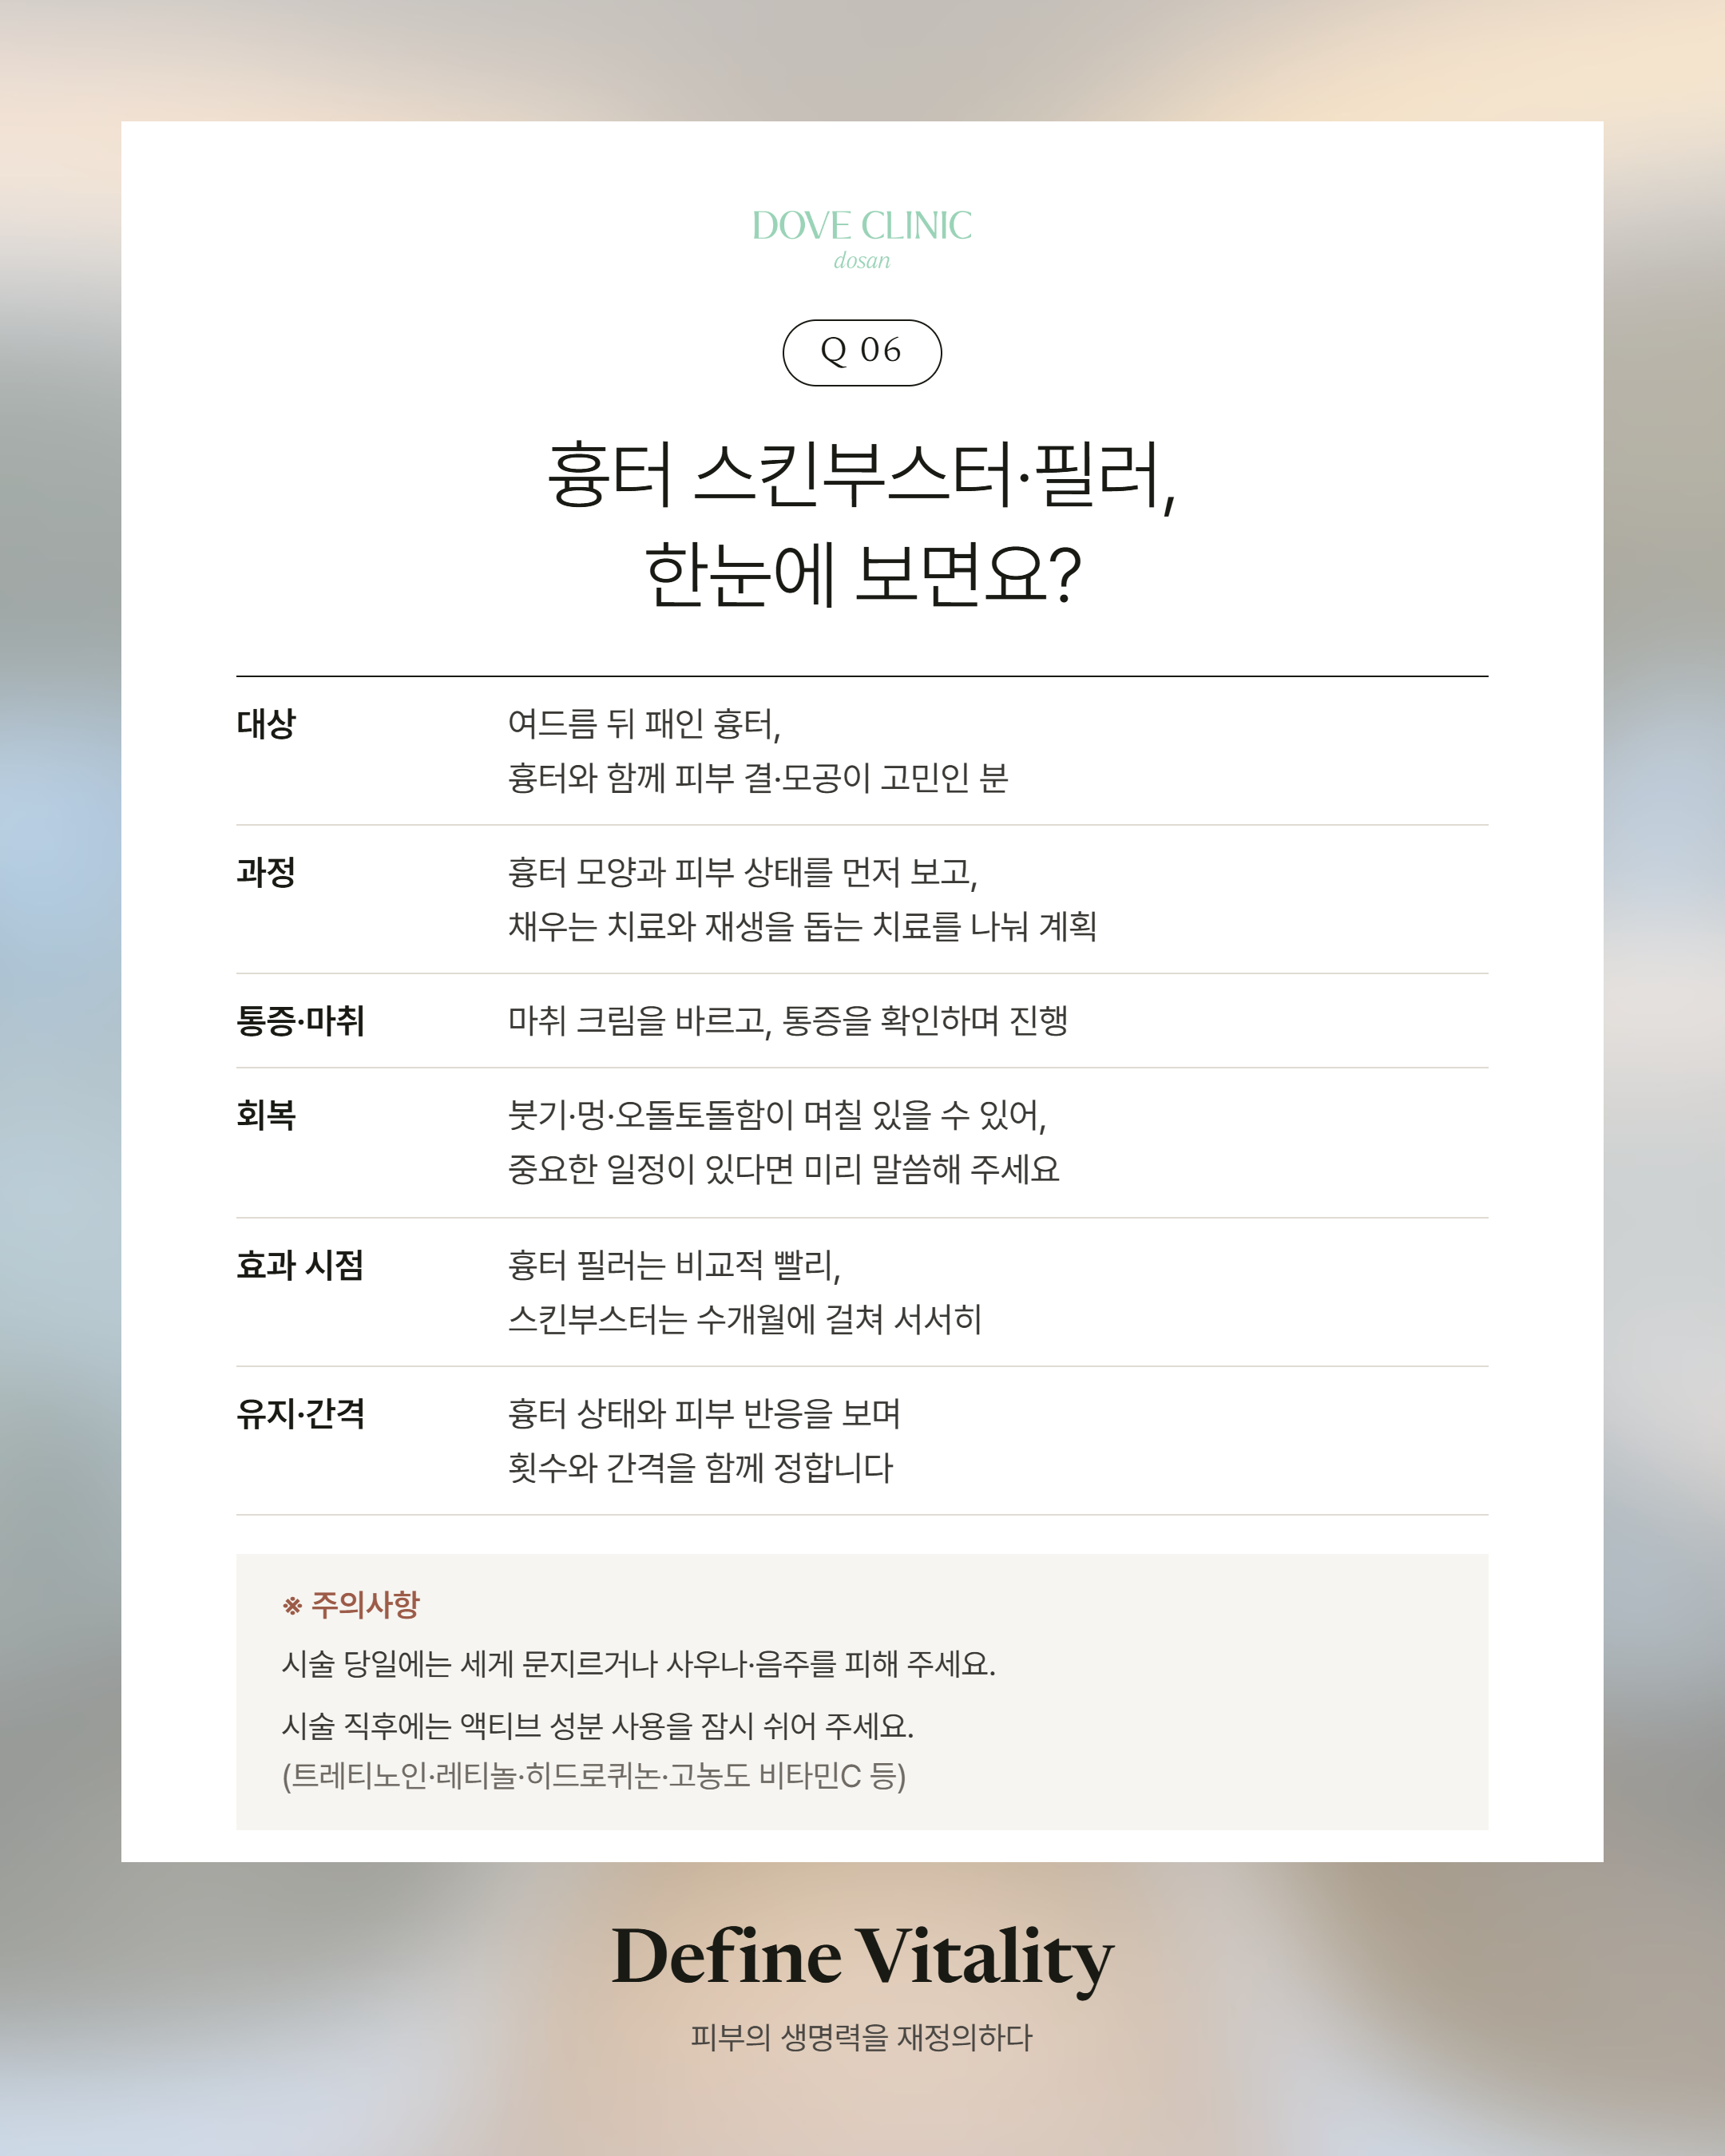 DOVE CLINIC
dosan
Q 06
흉터 스킨부스터·필러,
한눈에 보면요?
대상
여드름 뒤 패인 흉터,
흉터와 함께 피부 결·모공이 고민인 분
과정
흉터 모양과 피부 상태를 먼저 보고,
채우는 치료와 재생을 돕는 치료를 나눠 계획
통증·마취
마취 크림을 바르고, 통증을 확인하며 진행
회복
붓기·멍·오돌토돌함이 며칠 있을 수 있어,
중요한 일정이 있다면 미리 말씀해 주세요
효과 시점
흉터 필러는 비교적 빨리,
스킨부스터는 수개월에 걸쳐 서서히
유지·간격
흉터 상태와 피부 반응을 보며
횟수와 간격을 함께 정합니다
※ 주의사항
시술 당일에는 세게 문지르거나 사우나·음주를 피해 주세요.
시술 직후에는 액티브 성분 사용을 잠시 쉬어 주세요.
(트레티노인·레티놀·히드로퀴논·고농도 비타민C 등)
Define Vitality
피부의 생명력을 재정의하다